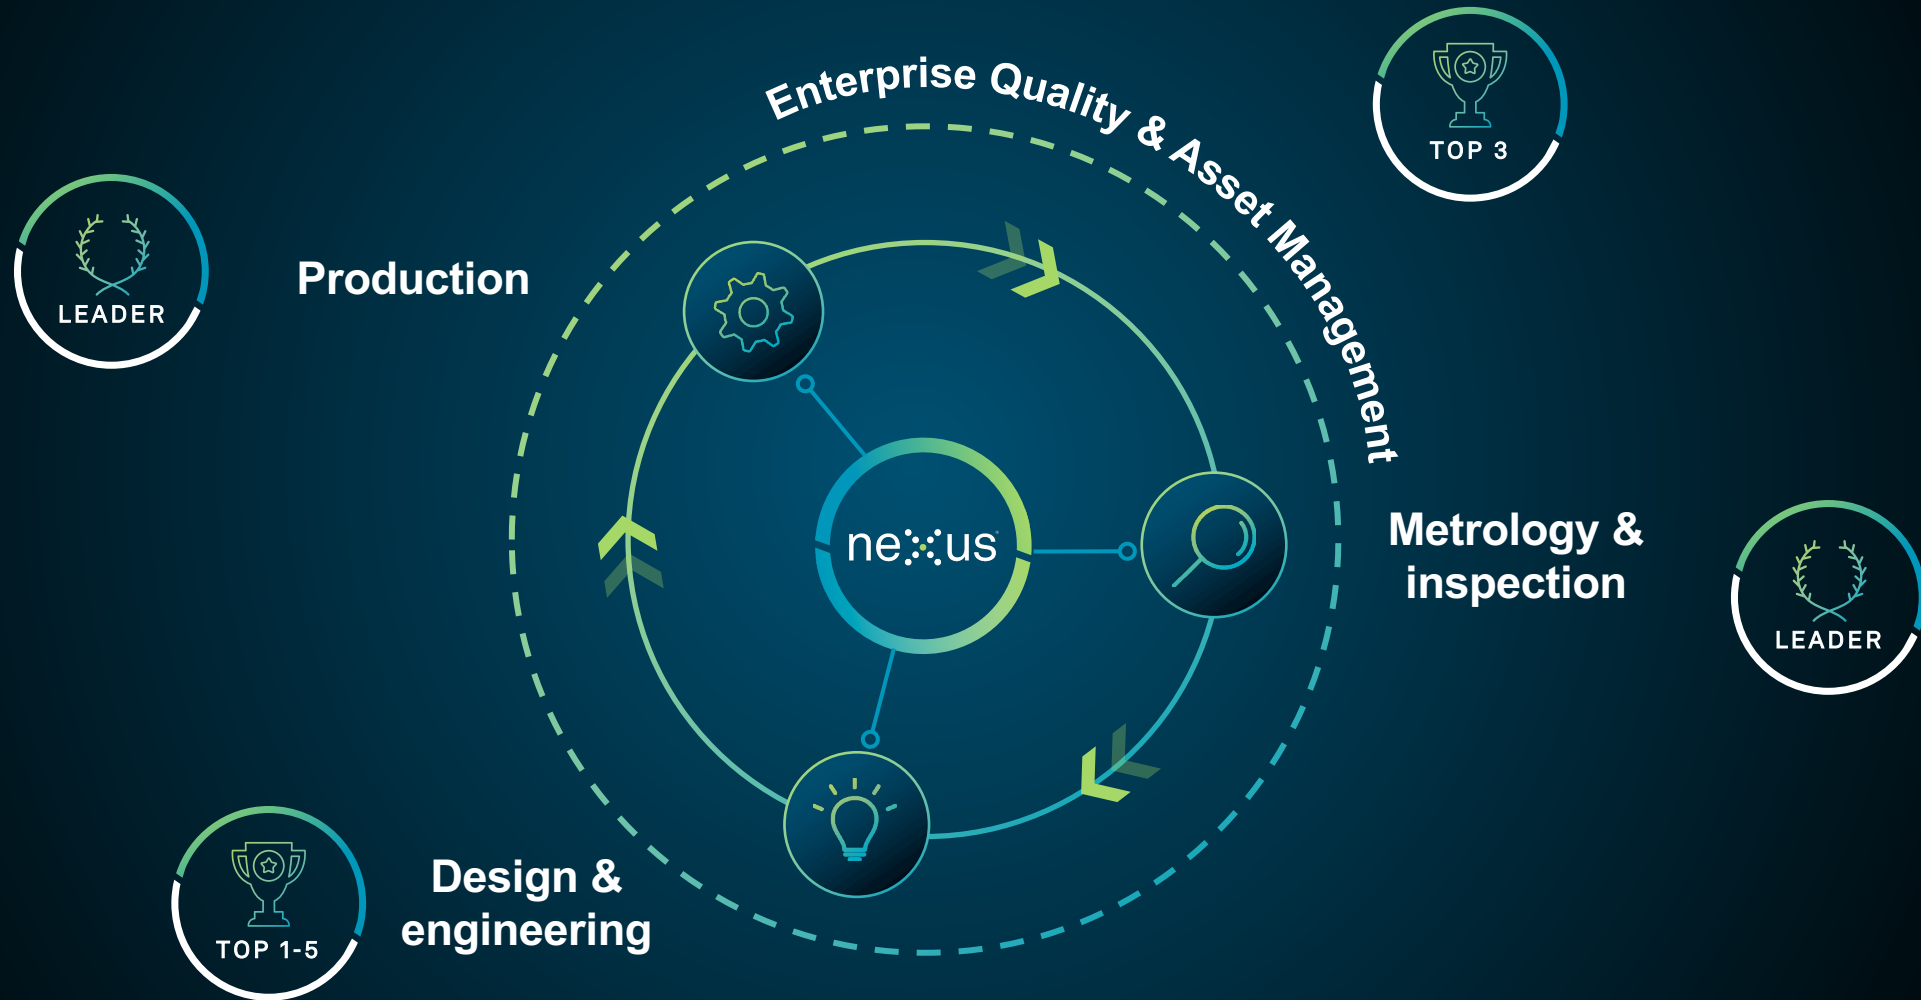 Enterprise Quality & Asset Management
TOP 3
LEADER
Production
nexus
Metrology &
inspection
LEADER
Design &
engineering
TOP 1-5